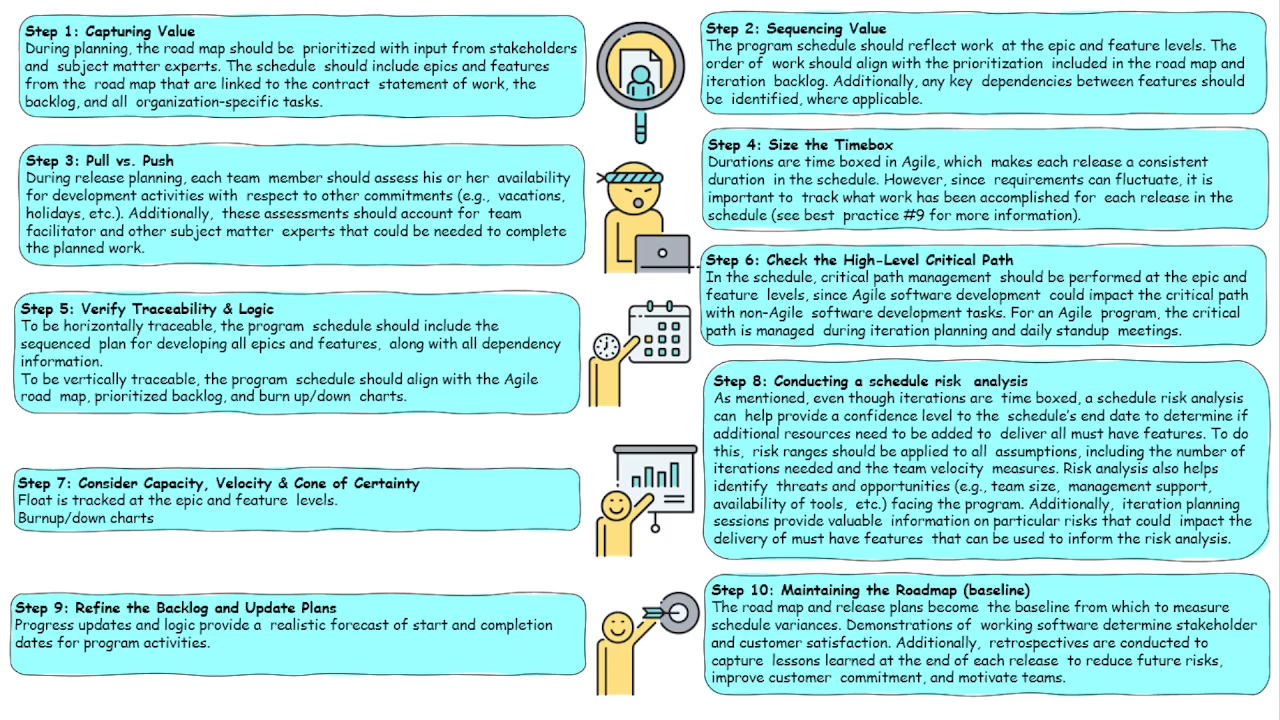 Step 1: Capturing Value
During planning, the road map should be prioritized with input from stakeholders
and subject matter experts. The schedule should include epics and features
from the road map that are linked to the contract statement of work, the
backlog, and all organization-specific tasks.
Step 2: Sequencing Value
The program schedule should reflect work at the epic and feature levels. The
order of work should align with the prioritization included in the road map and
iteration backlog. Additionally, any key dependencies between features should
be identified, where applicable.
Step 3: Pull vs. Push
During release planning, each team member should assess his or her availability
for development activities with respect to other commitments (e.g., vacations,
holidays, etc.). Additionally, these assessments should account for team
facilitator and other subject matter experts that could be needed to complete
the planned work.
Step 4: Size the Timebox
Durations are time boxed in Agile, which makes each release a consistent
duration in the schedule. However, since requirements can fluctuate, it is
important to track what work has been accomplished for each release in the
schedule (see best practice #9 for more information).
Step 5: Verify Traceability & Logic
To be horizontally traceable, the program schedule should include the
sequenced plan for developing all epics and features, along with all dependency
information.
To be vertically traceable, the program schedule should align with the Agile
road map, prioritized backlog, and burn up/down charts.
Step 6: Check the High-Level Critical Path
In the schedule, critical path management should be performed at the epic and
feature levels, since Agile software development could impact the critical path
with non-Agile software development tasks. For an Agile program, the critical
path is managed during iteration planning and daily standup meetings.
Step 7: Consider Capacity, Velocity & Cone of Certainty
Float is tracked at the epic and feature levels.
Burnup/down charts
Step 8: Conducting a schedule risk analysis
As mentioned, even though iterations are time boxed, a schedule risk analysis
can help provide a confidence level to the schedule's end date to determine if
additional resources need to be added to deliver all must have features. To do
this, risk ranges should be applied to all assumptions, including the number of
iterations needed and the team velocity measures. Risk analysis also helps
identify threats and opportunities (e.g., team size, management support,
availability of tools, etc.) facing the program. Additionally, iteration planning
sessions provide valuable information on particular risks that could impact the
delivery of must have features that can be used to inform the risk analysis.
Step 9: Refine the Backlog and Update Plans
Progress updates and logic provide a realistic forecast of start and completion
dates for program activities.
Step 10: Maintaining the Roadmap (baseline)
The road map and release plans become the baseline from which to measure
schedule variances. Demonstrations of working software determine stakeholder
and customer satisfaction. Additionally, retrospectives are conducted to
capture lessons learned at the end of each release to reduce future risks,
improve customer commitment, and motivate teams.